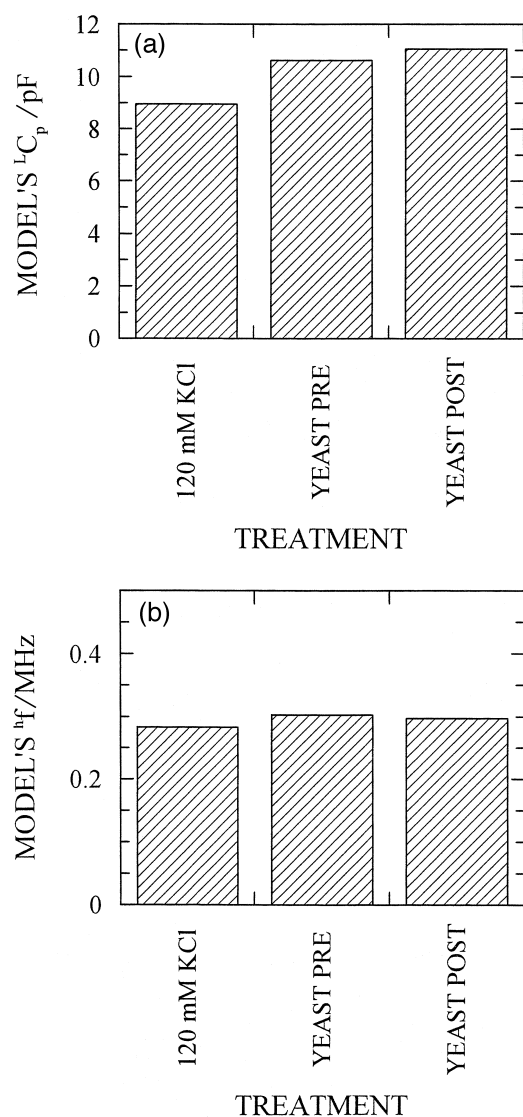 (a)
MODEL'S ᴸCₚ /pF
12
10
8
6
4
2
0
120 mM KCl
YEAST PRE
YEAST POST
TREATMENT
(b)
MODEL'S ʰf/MHz
0.4
0.2
0
120 mM KCl
YEAST PRE
YEAST POST
TREATMENT